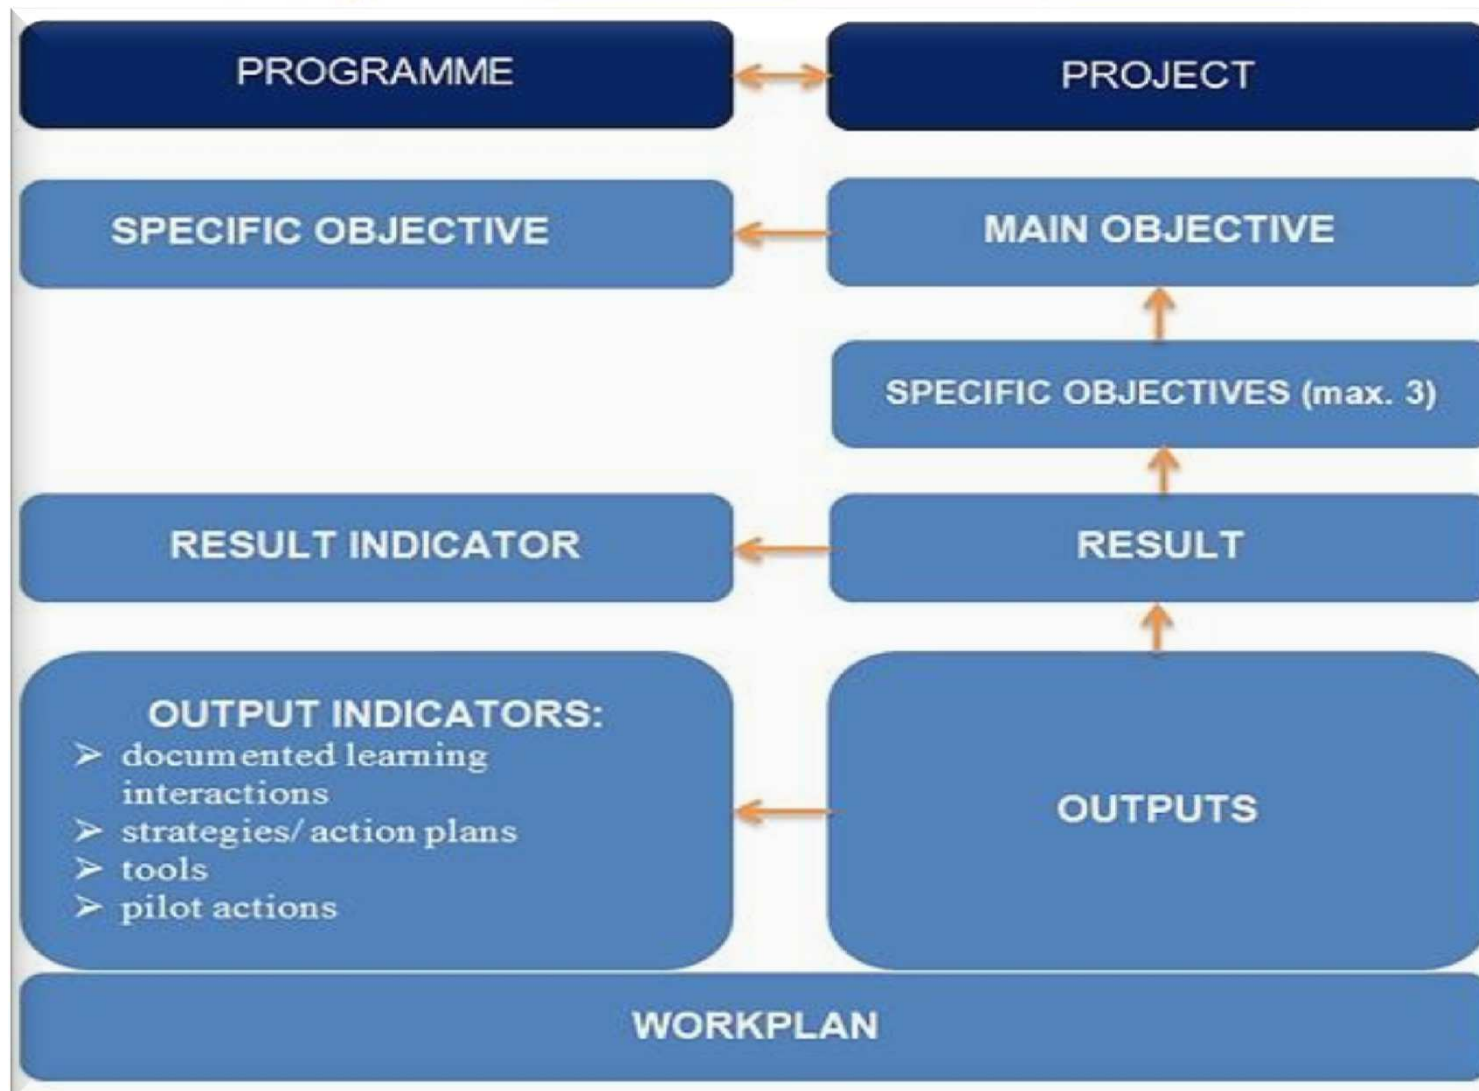 PROGRAMME
PROJECT
SPECIFIC OBJECTIVE
MAIN OBJECTIVE
SPECIFIC OBJECTIVES (max. 3)
RESULT INDICATOR
RESULT
OUTPUT INDICATORS:
➢ documented learning
interactions
➢ strategies/ action plans
➢ tools
➢ pilot actions
OUTPUTS
WORKPLAN